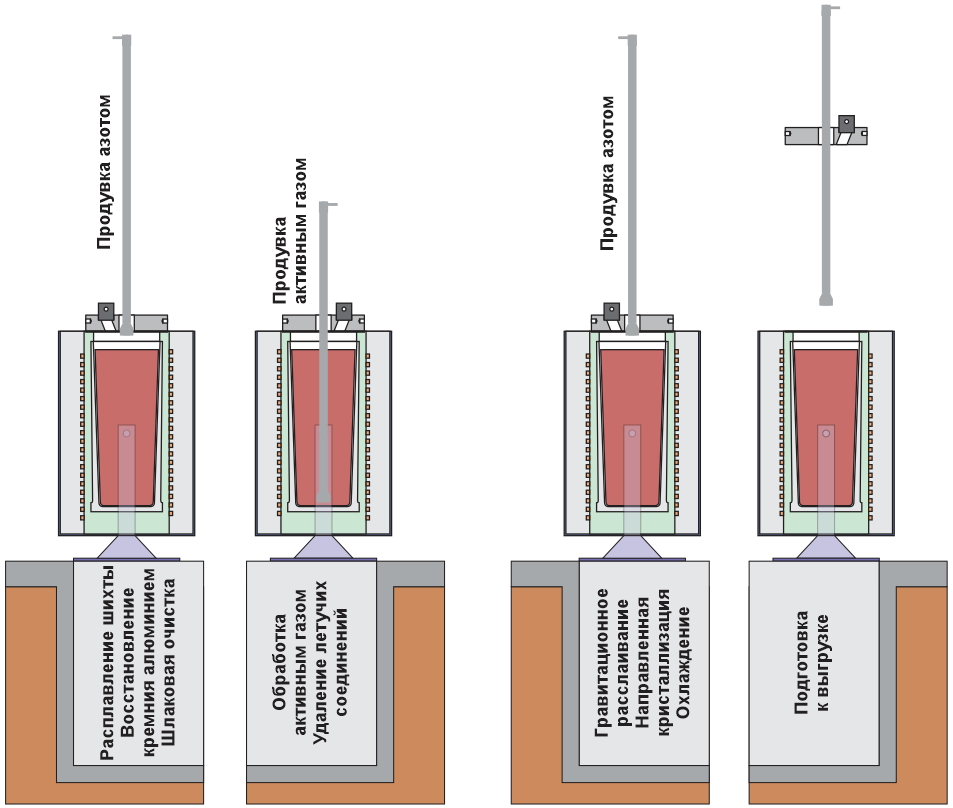 Продувка азотом
Расплавление шихты
Восстановление
кремния алюминием
Шлаковая очистка
Продувка
активным газом
Обработка
активным газом
Удаление летучих
соединений
Продувка азотом
Гравитационное
расслаивание
Направленная
кристаллизация
Охлаждение
Подготовка
к выгрузке